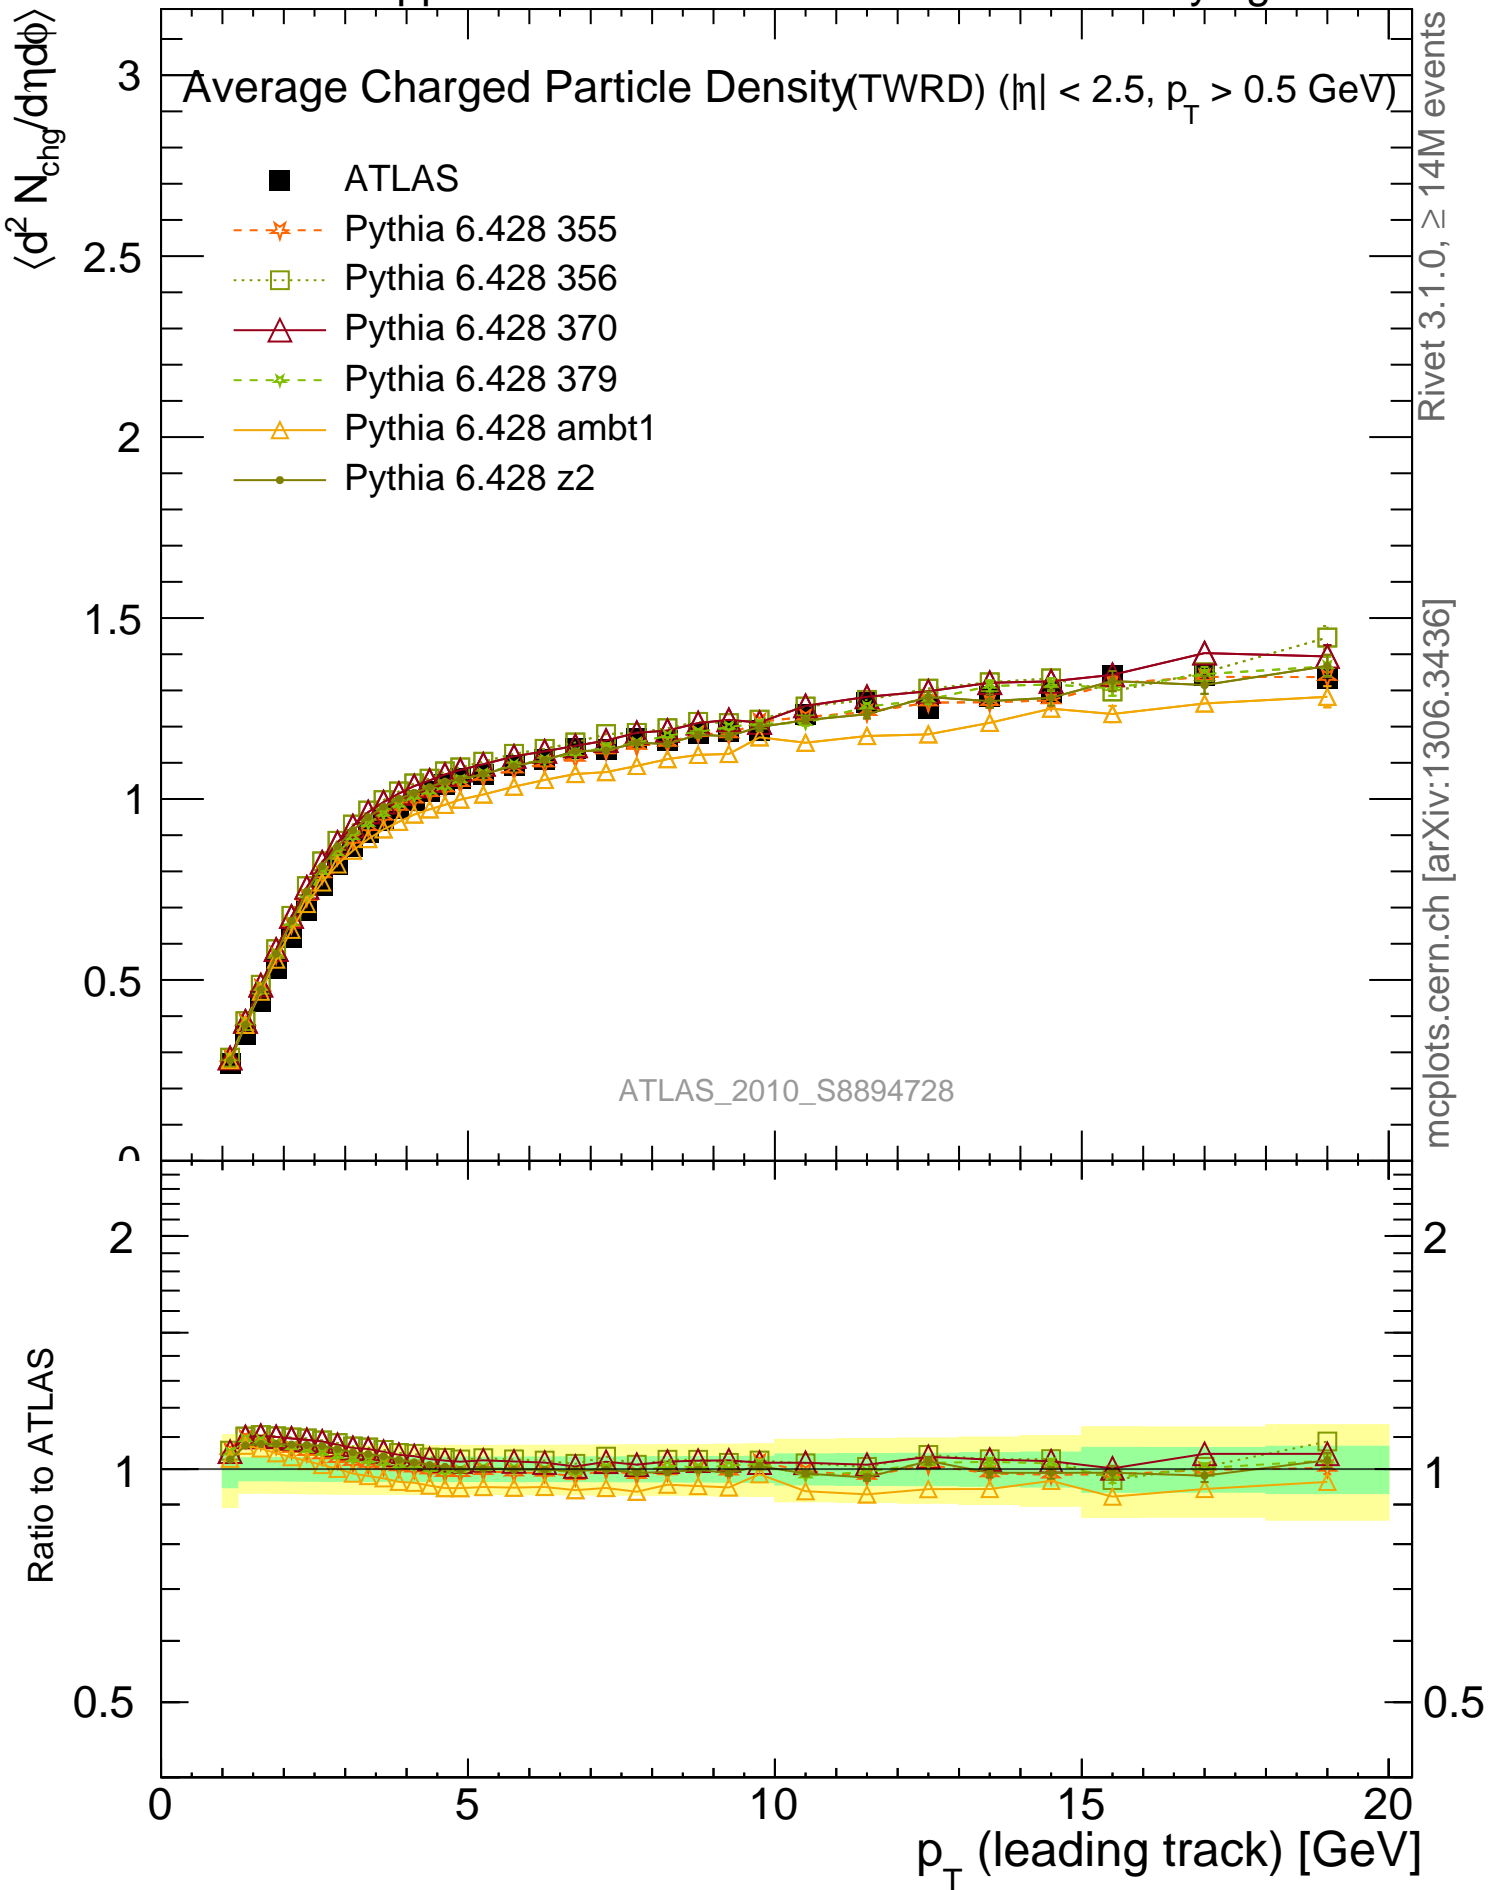 ⟨d² N_chg/dηdφ⟩
Average Charged Particle Density (TWRD) (|η| < 2.5, p_T > 0.5 GeV)
ATLAS
Pythia 6.428 355
Pythia 6.428 356
Pythia 6.428 370
Pythia 6.428 379
Pythia 6.428 ambt1
Pythia 6.428 z2
3
2.5
2
1.5
1
0.5
0
ATLAS_2010_S8894728
Rivet 3.1.0, ≥ 14M events
mcplots.cern.ch [arXiv:1306.3436]
Ratio to ATLAS
2
1
0.5
2
1
0.5
0 5 10 15 20
p_T (leading track) [GeV]